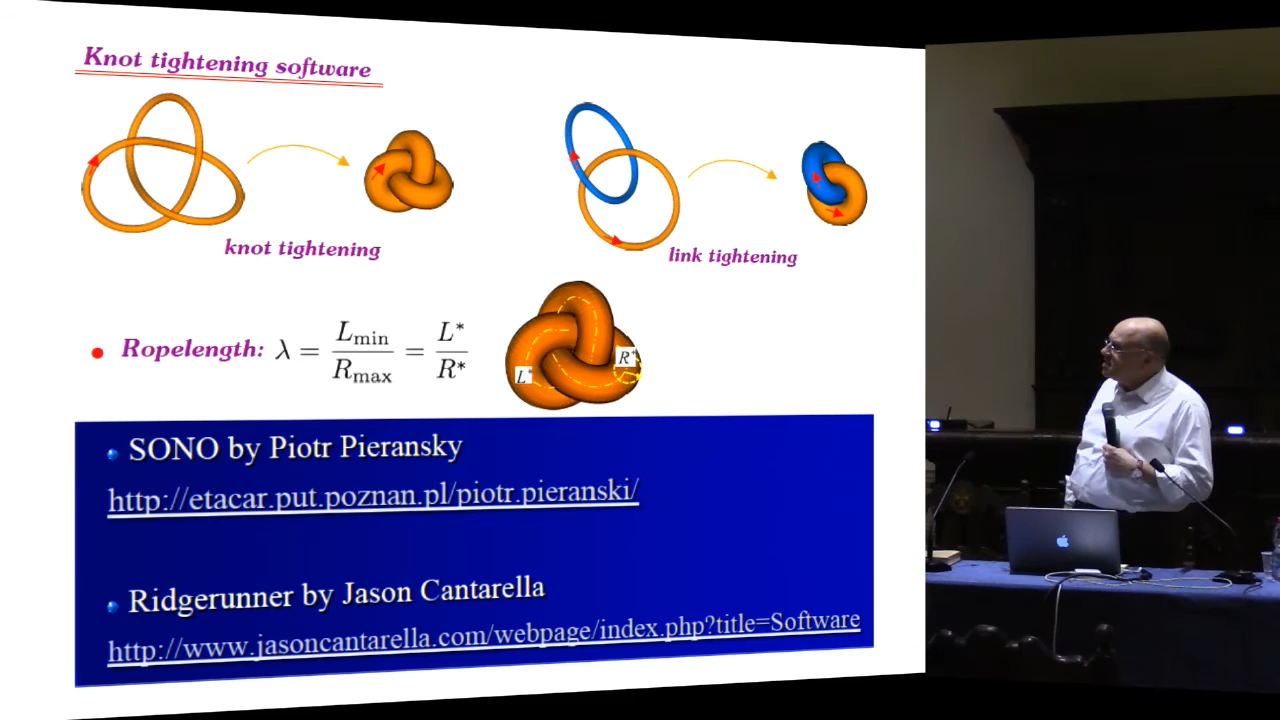 Knot tightening software
knot tightening
link tightening
• Ropelength: λ = L_min / R_max = L* / R*
L*
R*
• SONO by Piotr Pieransky
http://etacar.put.poznan.pl/piotr.pieranski/
• Ridgerunner by Jason Cantarella
http://www.jasoncantarella.com/webpage/index.php?title=Software